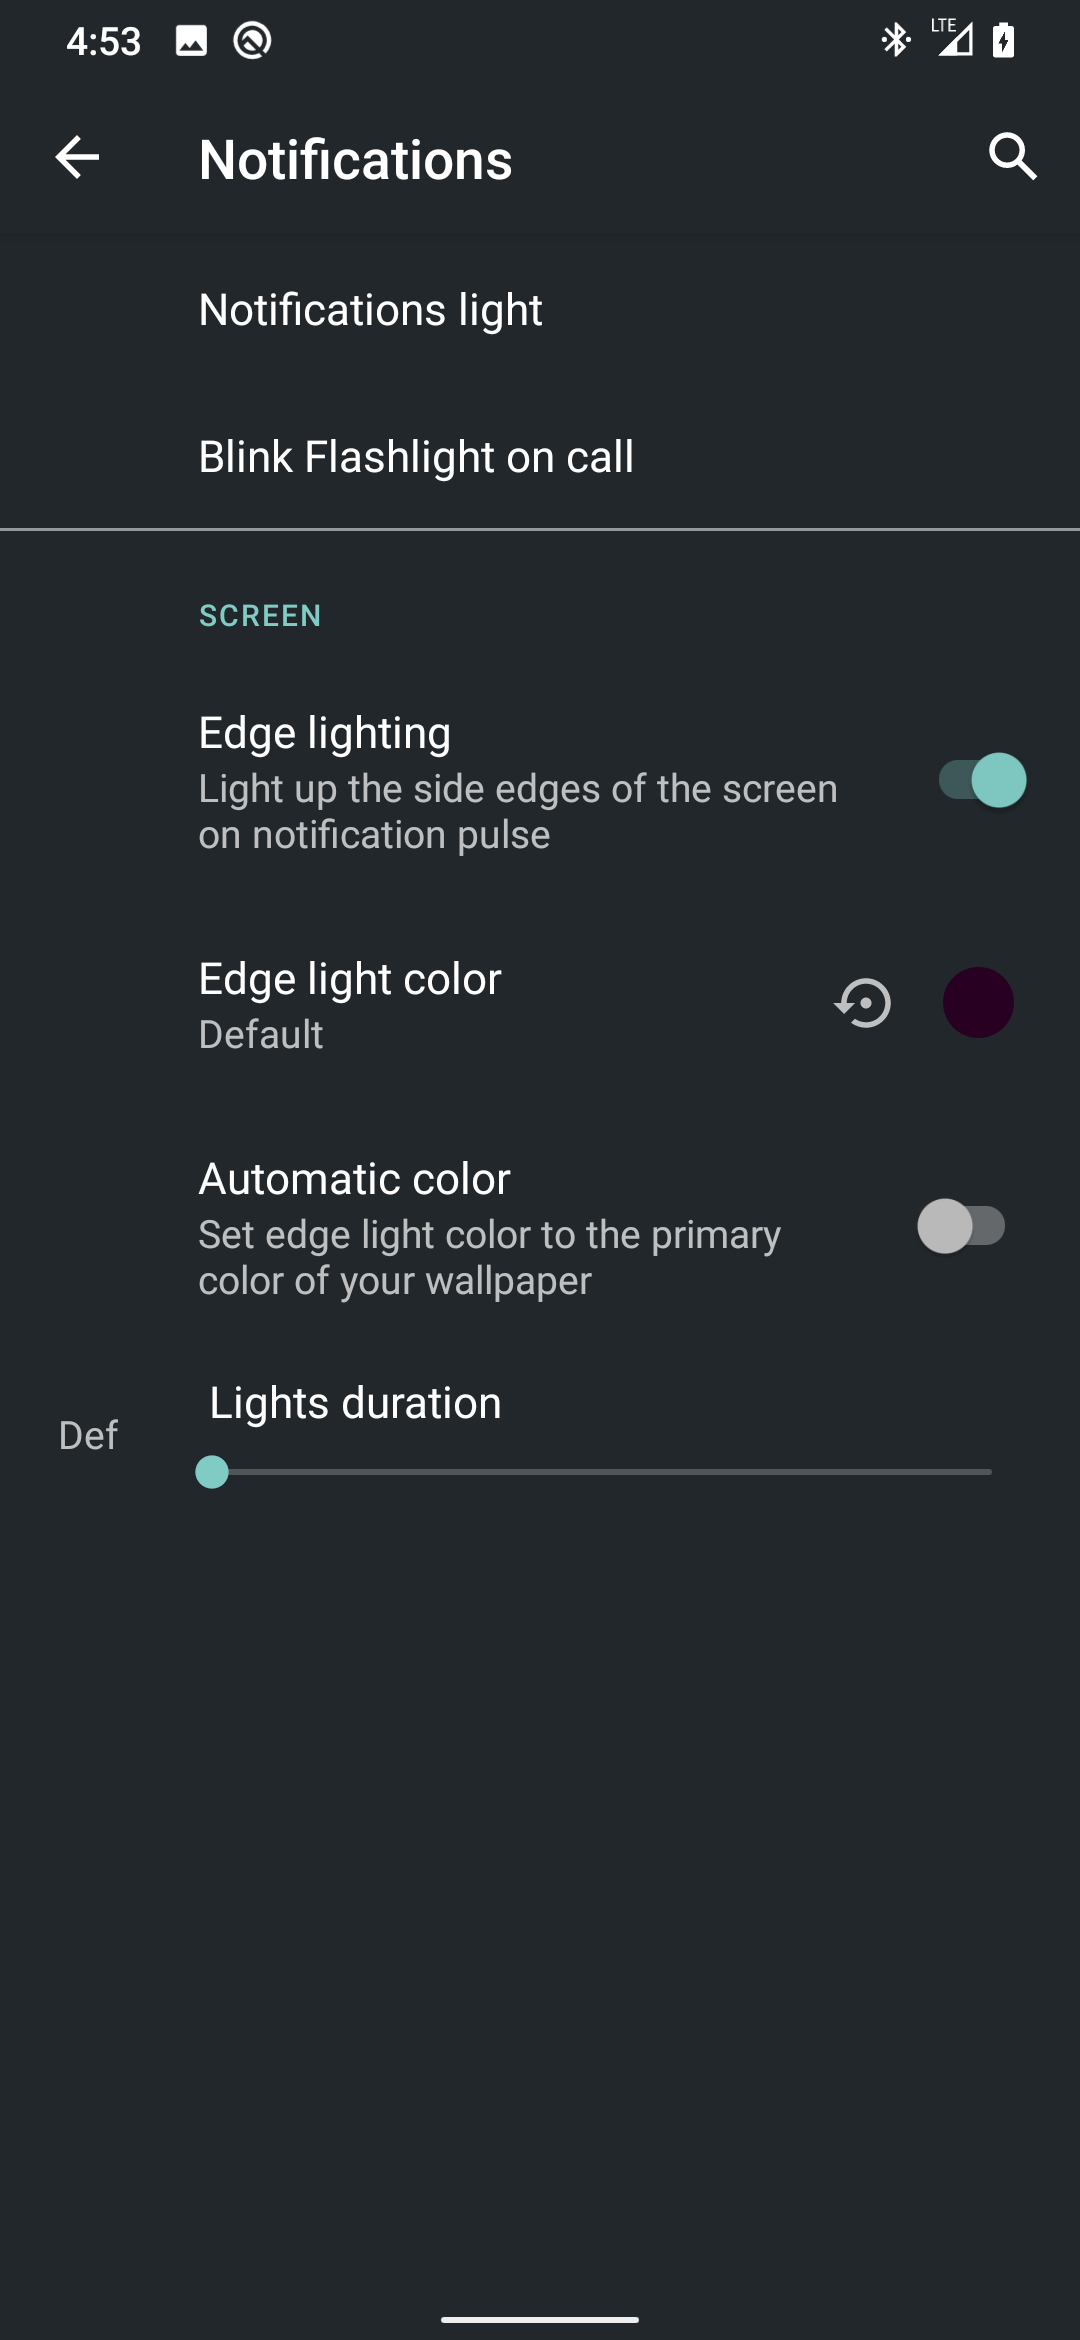 4:53
LTE
Notifications
Notifications light
Blink Flashlight on call
SCREEN
Edge lighting
Light up the side edges of the screen
on notification pulse
Edge light color
Default
Automatic color
Set edge light color to the primary
color of your wallpaper
Lights duration
Def